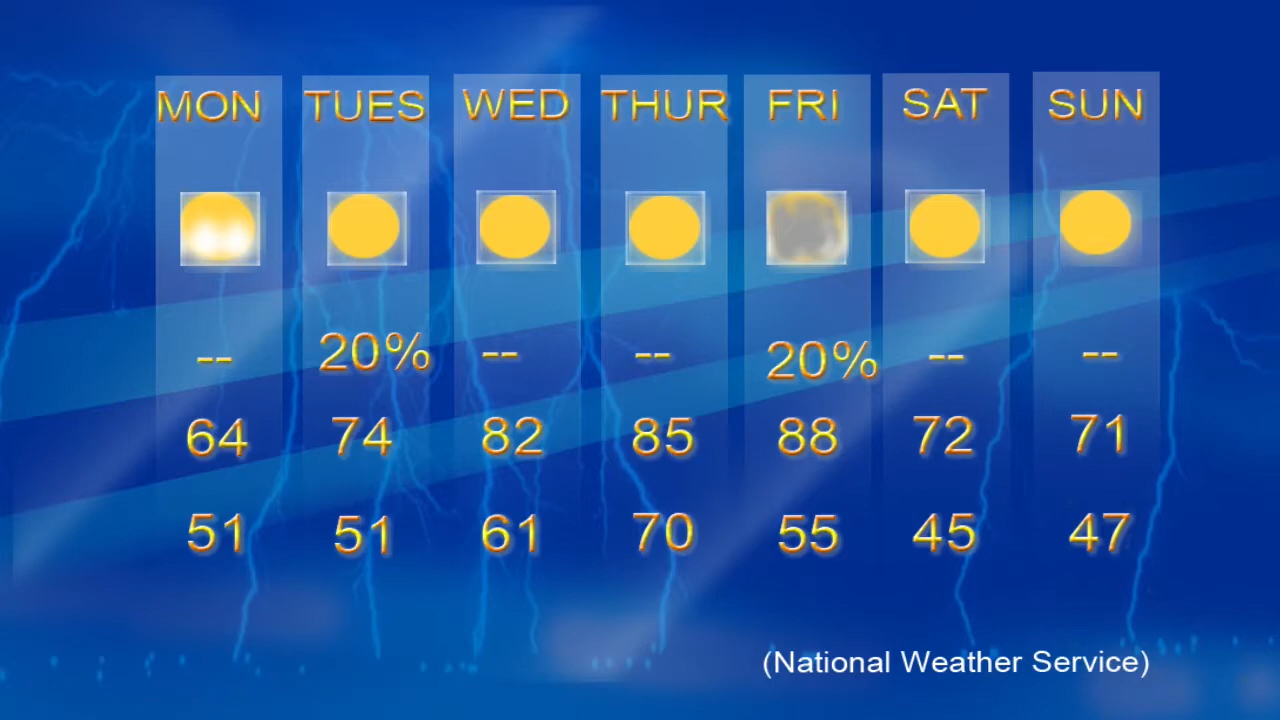 MON TUES WED THUR FRI SAT SUN
-- 20% -- -- 20% -- --
64 74 82 85 88 72 71
51 51 61 70 55 45 47
(National Weather Service)